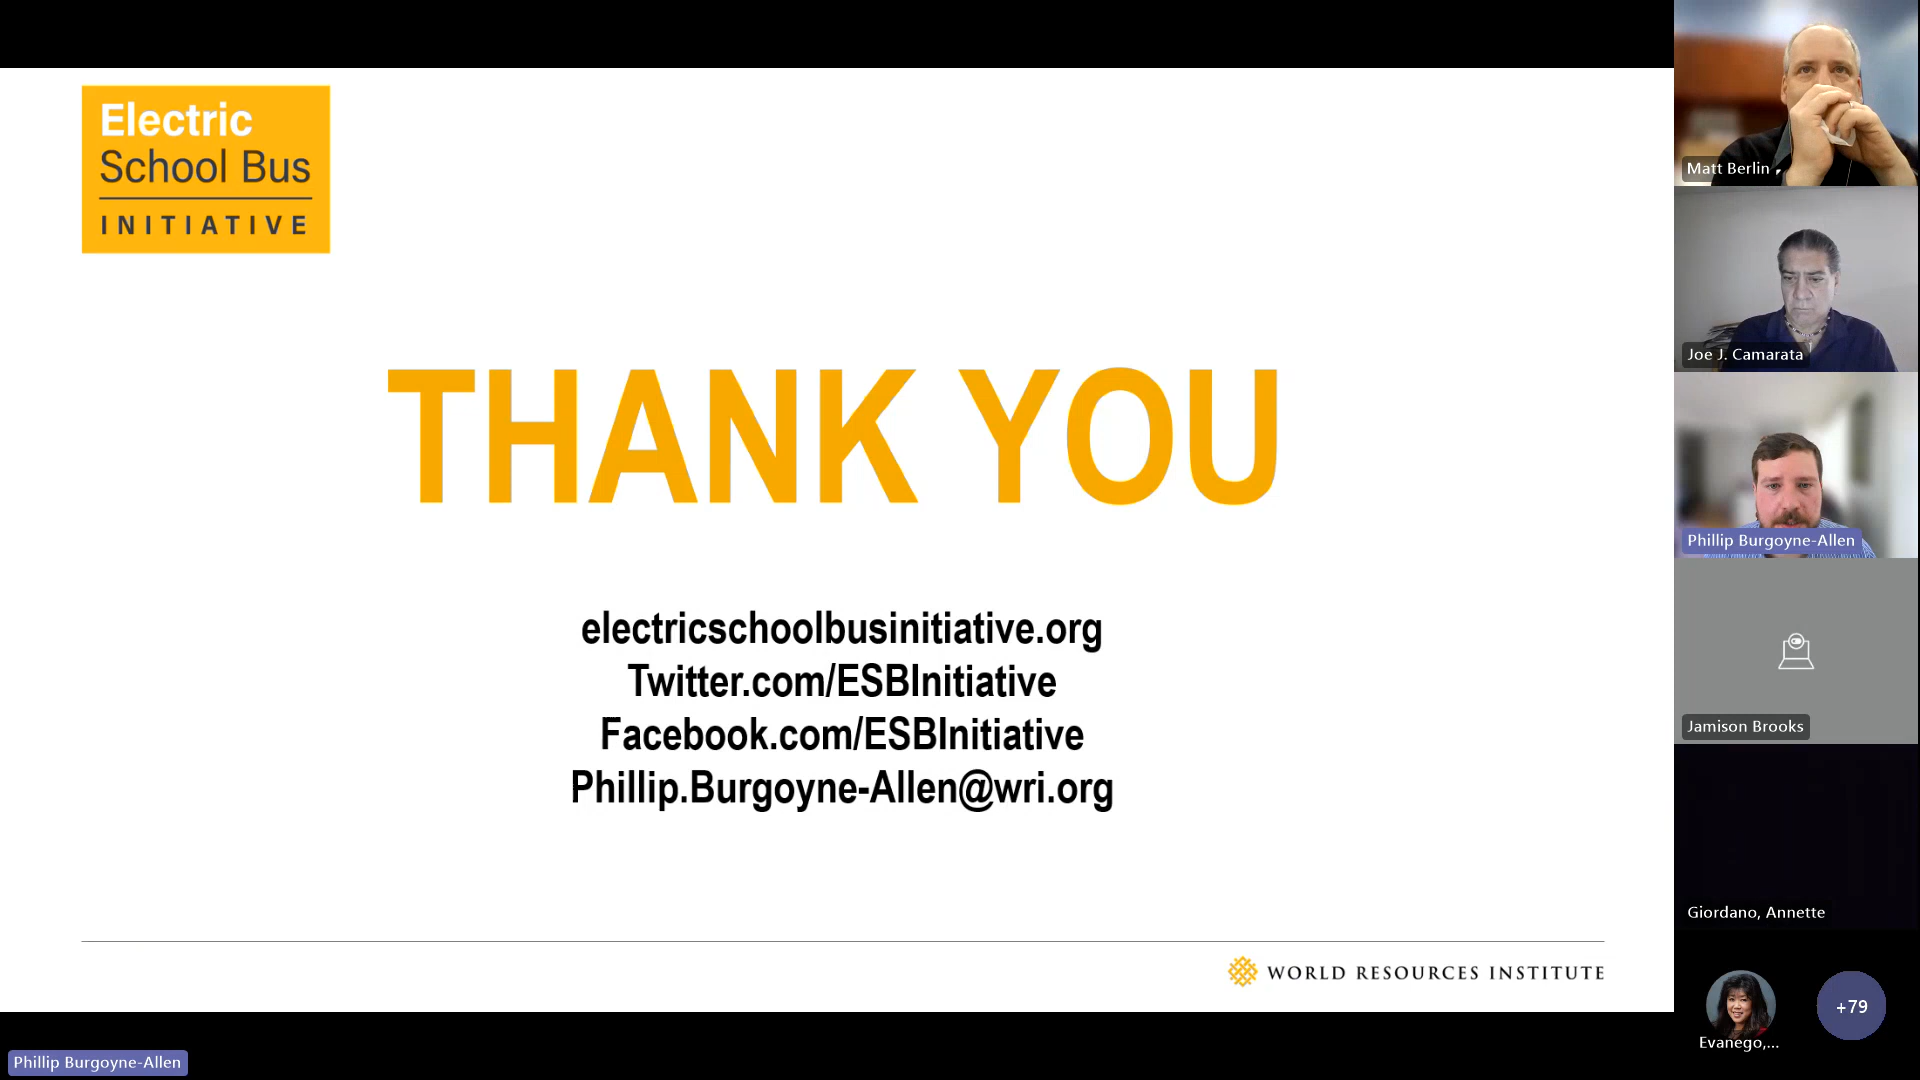 Electric
School Bus
INITIATIVE
THANK YOU
electricschoolbusinitiative.org
Twitter.com/ESBInitiative
Facebook.com/ESBInitiative
Phillip.Burgoyne-Allen@wri.org
WORLD RESOURCES INSTITUTE
Phillip Burgoyne-Allen
Matt Berlin
Joe J. Camarata
Phillip Burgoyne-Allen
Jamison Brooks
Giordano, Annette
Evanego,...
+79